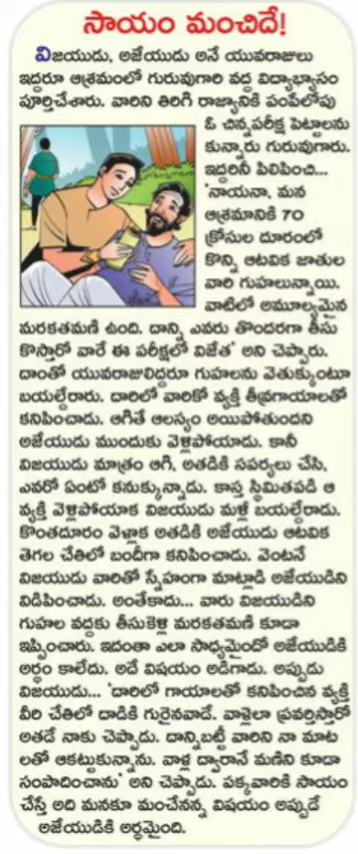 సాయం మంచిదే!
విజయుడు, అజేయుడు అనే యువరాజులు
ఇద్దరూ ఆశ్రమంలో గురువుగారి వద్ద విద్యాభ్యాసం
పూర్తిచేశారు. వారిని తిరిగి రాజ్యానికి పంపేలోపు
ఓ చిన్నపరీక్ష పెట్టాలను
కున్నారు గురువుగారు.
ఇద్దరినీ పిలిపించి...
'నాయనా, మన
ఆశ్రమానికి 70
క్రోసుల దూరంలో
కొన్ని ఆటవిక జాతుల
వారి గుహలున్నాయి.
వాటిలో అమూల్యమైన
మరకతమణి ఉంది. దాన్ని ఎవరు తొందరగా తీసు
కొస్తారో వారే ఈ పరీక్షలో విజేత' అని చెప్పారు.
దాంతో యువరాజులిద్దరూ గుహలను వెతుక్కుంటూ
బయల్దేరారు. దారిలో వారికో వ్యక్తి తీవ్రగాయాలతో
కనిపించాడు. ఆగితే ఆలస్యం అయిపోతుందని
అజేయుడు ముందుకు వెళ్లిపోయాడు. కానీ
విజయుడు మాత్రం ఆగి, అతడికి సపర్యలు చేసి,
ఎవరో ఏంటో కనుక్కున్నాడు. కాస్త స్థిమితపడి ఆ
వ్యక్తి వెళ్లిపోయాక విజయుడు మళ్లీ బయల్దేరాడు.
కొంతదూరం వెళ్లాక అతడికి అజేయుడు ఆటవిక
తెగల చేతిలో బందీగా కనిపించాడు. వెంటనే
విజయుడు వారితో స్నేహంగా మాట్లాడి అజేయుడిని
విడిపించాడు. అంతేకాదు... వారు విజయుడిని
గుహల వద్దకు తీసుకెళ్లి మరకతమణి కూడా
ఇప్పించారు. ఇదంతా ఎలా సాధ్యమైందో అజేయుడికి
అర్థం కాలేదు. అదే విషయం అడిగాడు. అప్పుడు
విజయుడు... 'దారిలో గాయాలతో కనిపించిన వ్యక్తి
వీరి చేతిలో దాడికి గురైనవాడే. వాళ్లెలా ప్రవర్తిస్తారో
అతడే నాకు చెప్పాడు. దాన్నిబట్టే వారిని నా మాట
లతో ఆకట్టుకున్నాను. వాళ్ల ద్వారానే మణిని కూడా
సంపాదించాను' అని చెప్పాడు. పక్కవారికి సాయం
చేస్తే అది మనకూ మంచేనన్న విషయం అప్పుడే
అజేయుడికి అర్థమైంది.